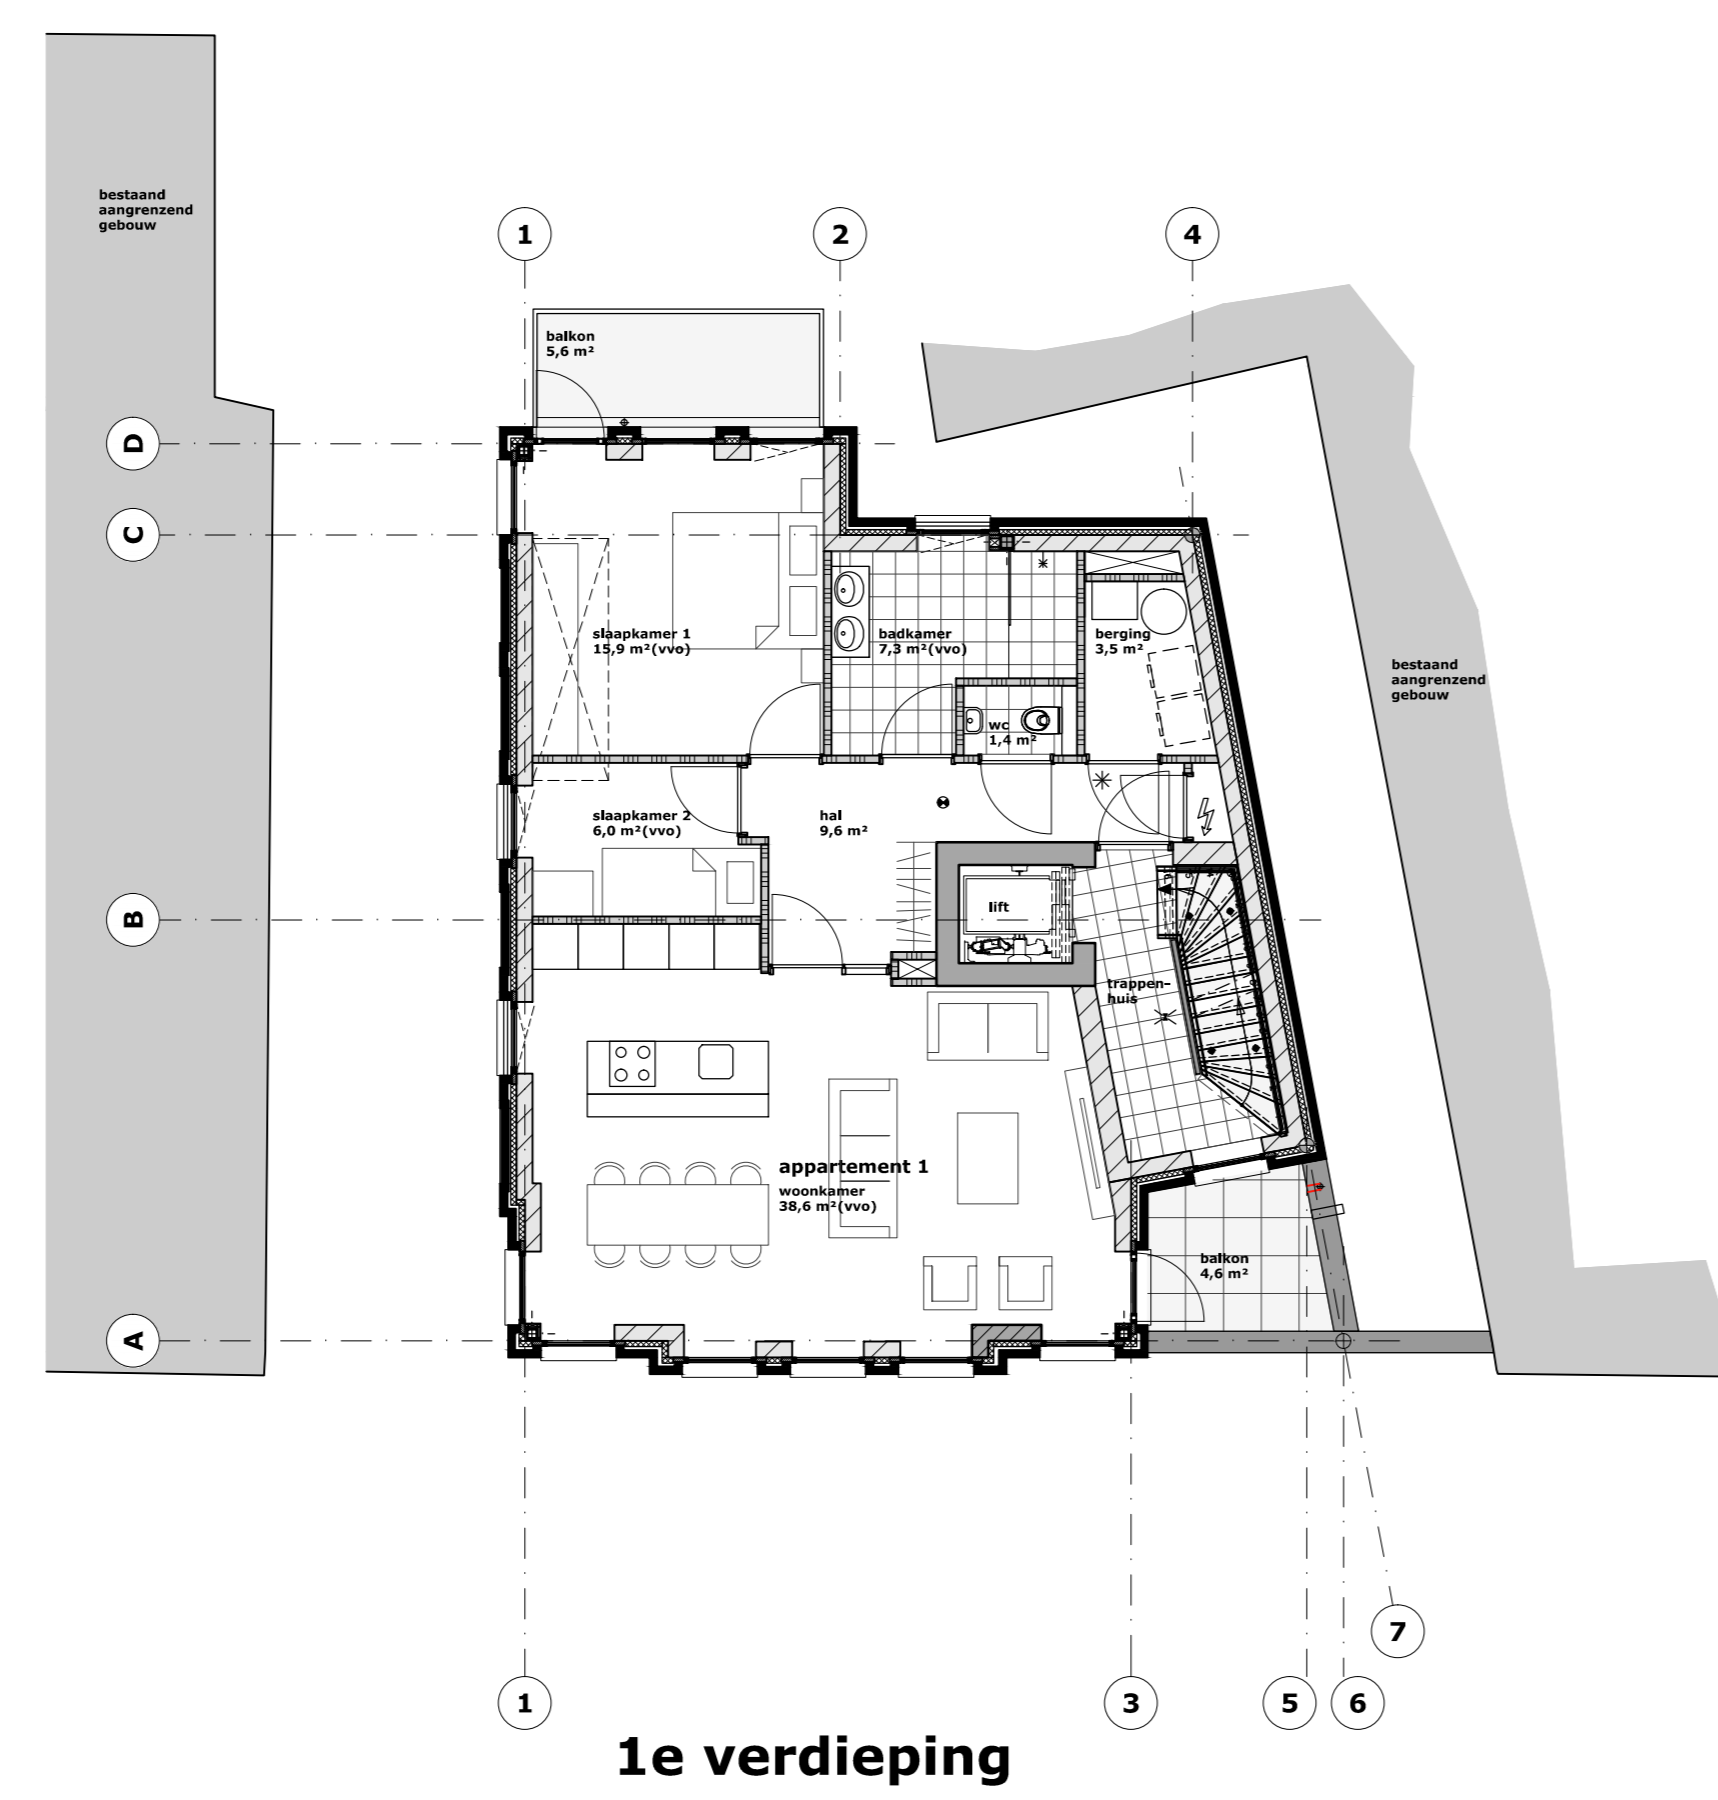 bestaand
aangrenzend
gebouw
1
2
4
balkon
5,6 m²
D
C
slaapkamer 1
15,9 m²(vvo)
badkamer
7,3 m²(vvo)
berging
3,5 m²
bestaand
aangrenzend
gebouw
wc
1,4 m²
slaapkamer 2
6,0 m²(vvo)
hal
9,6 m²
B
lift
trappen-
huis
appartement 1
woonkamer
38,6 m²(vvo)
balkon
4,6 m²
A
7
1
3
5
6
1e verdieping